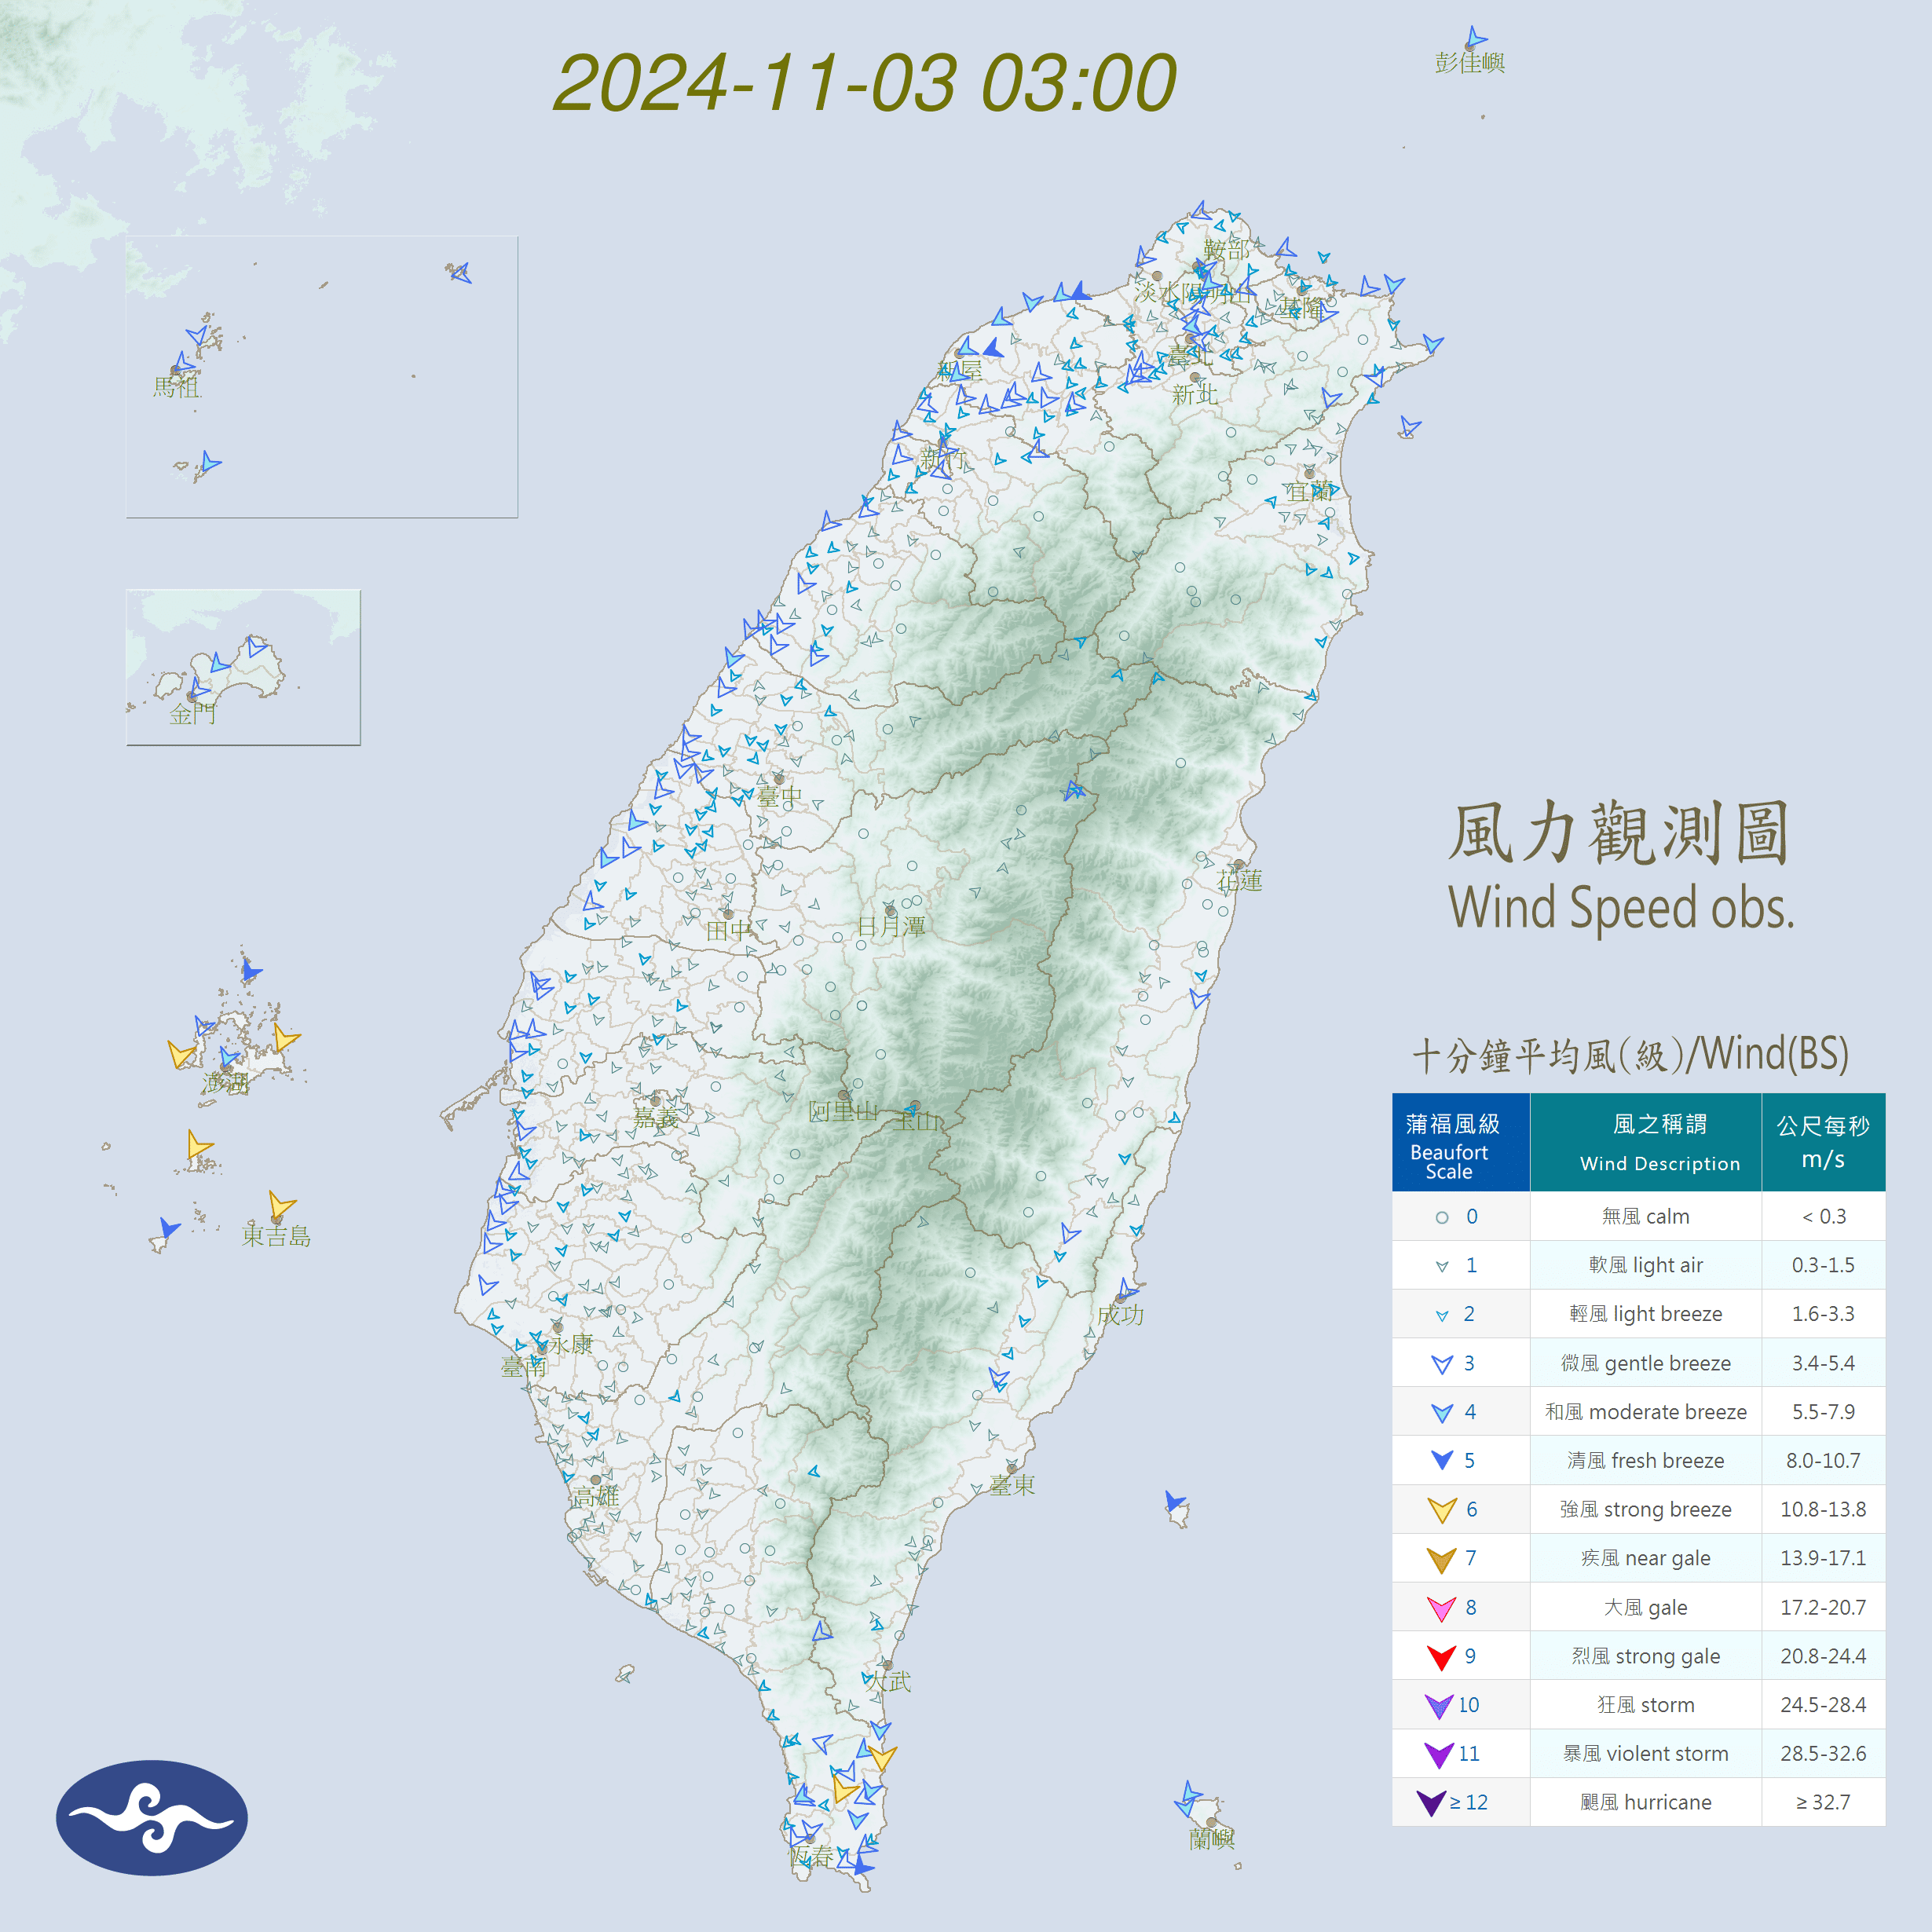 2024-11-03 03:00
彭佳嶼
鞍部
淡水
陽明山
基隆
臺北
新屋
新北
馬祖
新竹
宜蘭
金門
臺中
風力觀測圖
Wind Speed obs.
花蓮
日月潭
田中
十分鐘平均風(級)/Wind(BS)
澎湖
阿里山
玉山
嘉義
東吉島
成功
永康
臺南
臺東
高雄
大武
蘭嶼
恆春
蒲福風級 風之稱謂 公尺每秒
Beaufort Scale Wind Description m/s
0 無風 calm < 0.3
1 軟風 light air 0.3-1.5
2 輕風 light breeze 1.6-3.3
3 微風 gentle breeze 3.4-5.4
4 和風 moderate breeze 5.5-7.9
5 清風 fresh breeze 8.0-10.7
6 強風 strong breeze 10.8-13.8
7 疾風 near gale 13.9-17.1
8 大風 gale 17.2-20.7
9 烈風 strong gale 20.8-24.4
10 狂風 storm 24.5-28.4
11 暴風 violent storm 28.5-32.6
≥ 12 颶風 hurricane ≥ 32.7